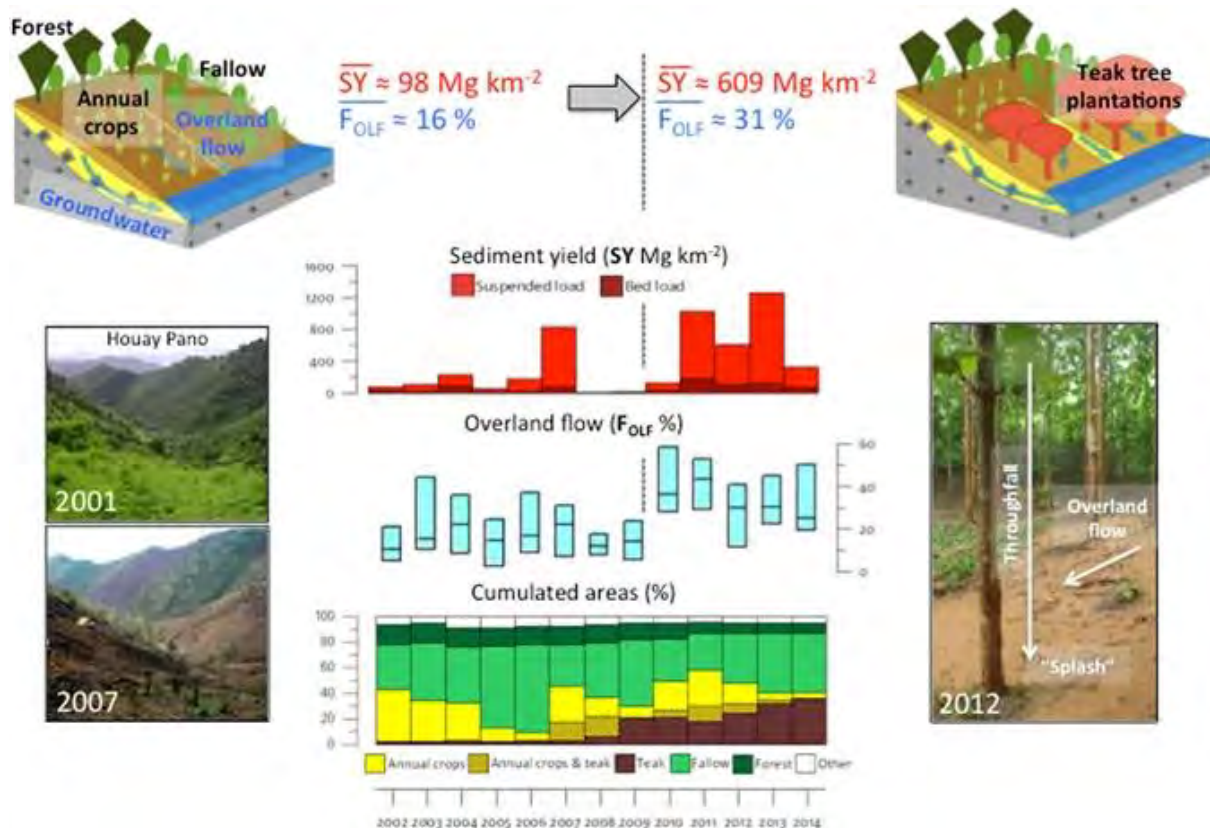 Forest
Fallow
Annual
crops
Overland
flow
Groundwater
SY ≈ 98 Mg km⁻²
F_OLF ≈ 16 %
SY ≈ 609 Mg km⁻²
F_OLF ≈ 31 %
Teak tree
plantations
Sediment yield (SY Mg km⁻²)
Suspended load
Bed load
1600
1200
800
400
0
Houay Pano
2001
2007
Overland flow (F_OLF %)
60
40
20
0
Cumulated areas (%)
100
80
60
40
20
0
Annual crops
Annual crops & teak
Teak
Fallow
Forest
Other
2002 2003 2004 2005 2006 2007 2008 2009 2010 2011 2012 2013 2014
Throughfall
Overland
flow
"Splash"
2012